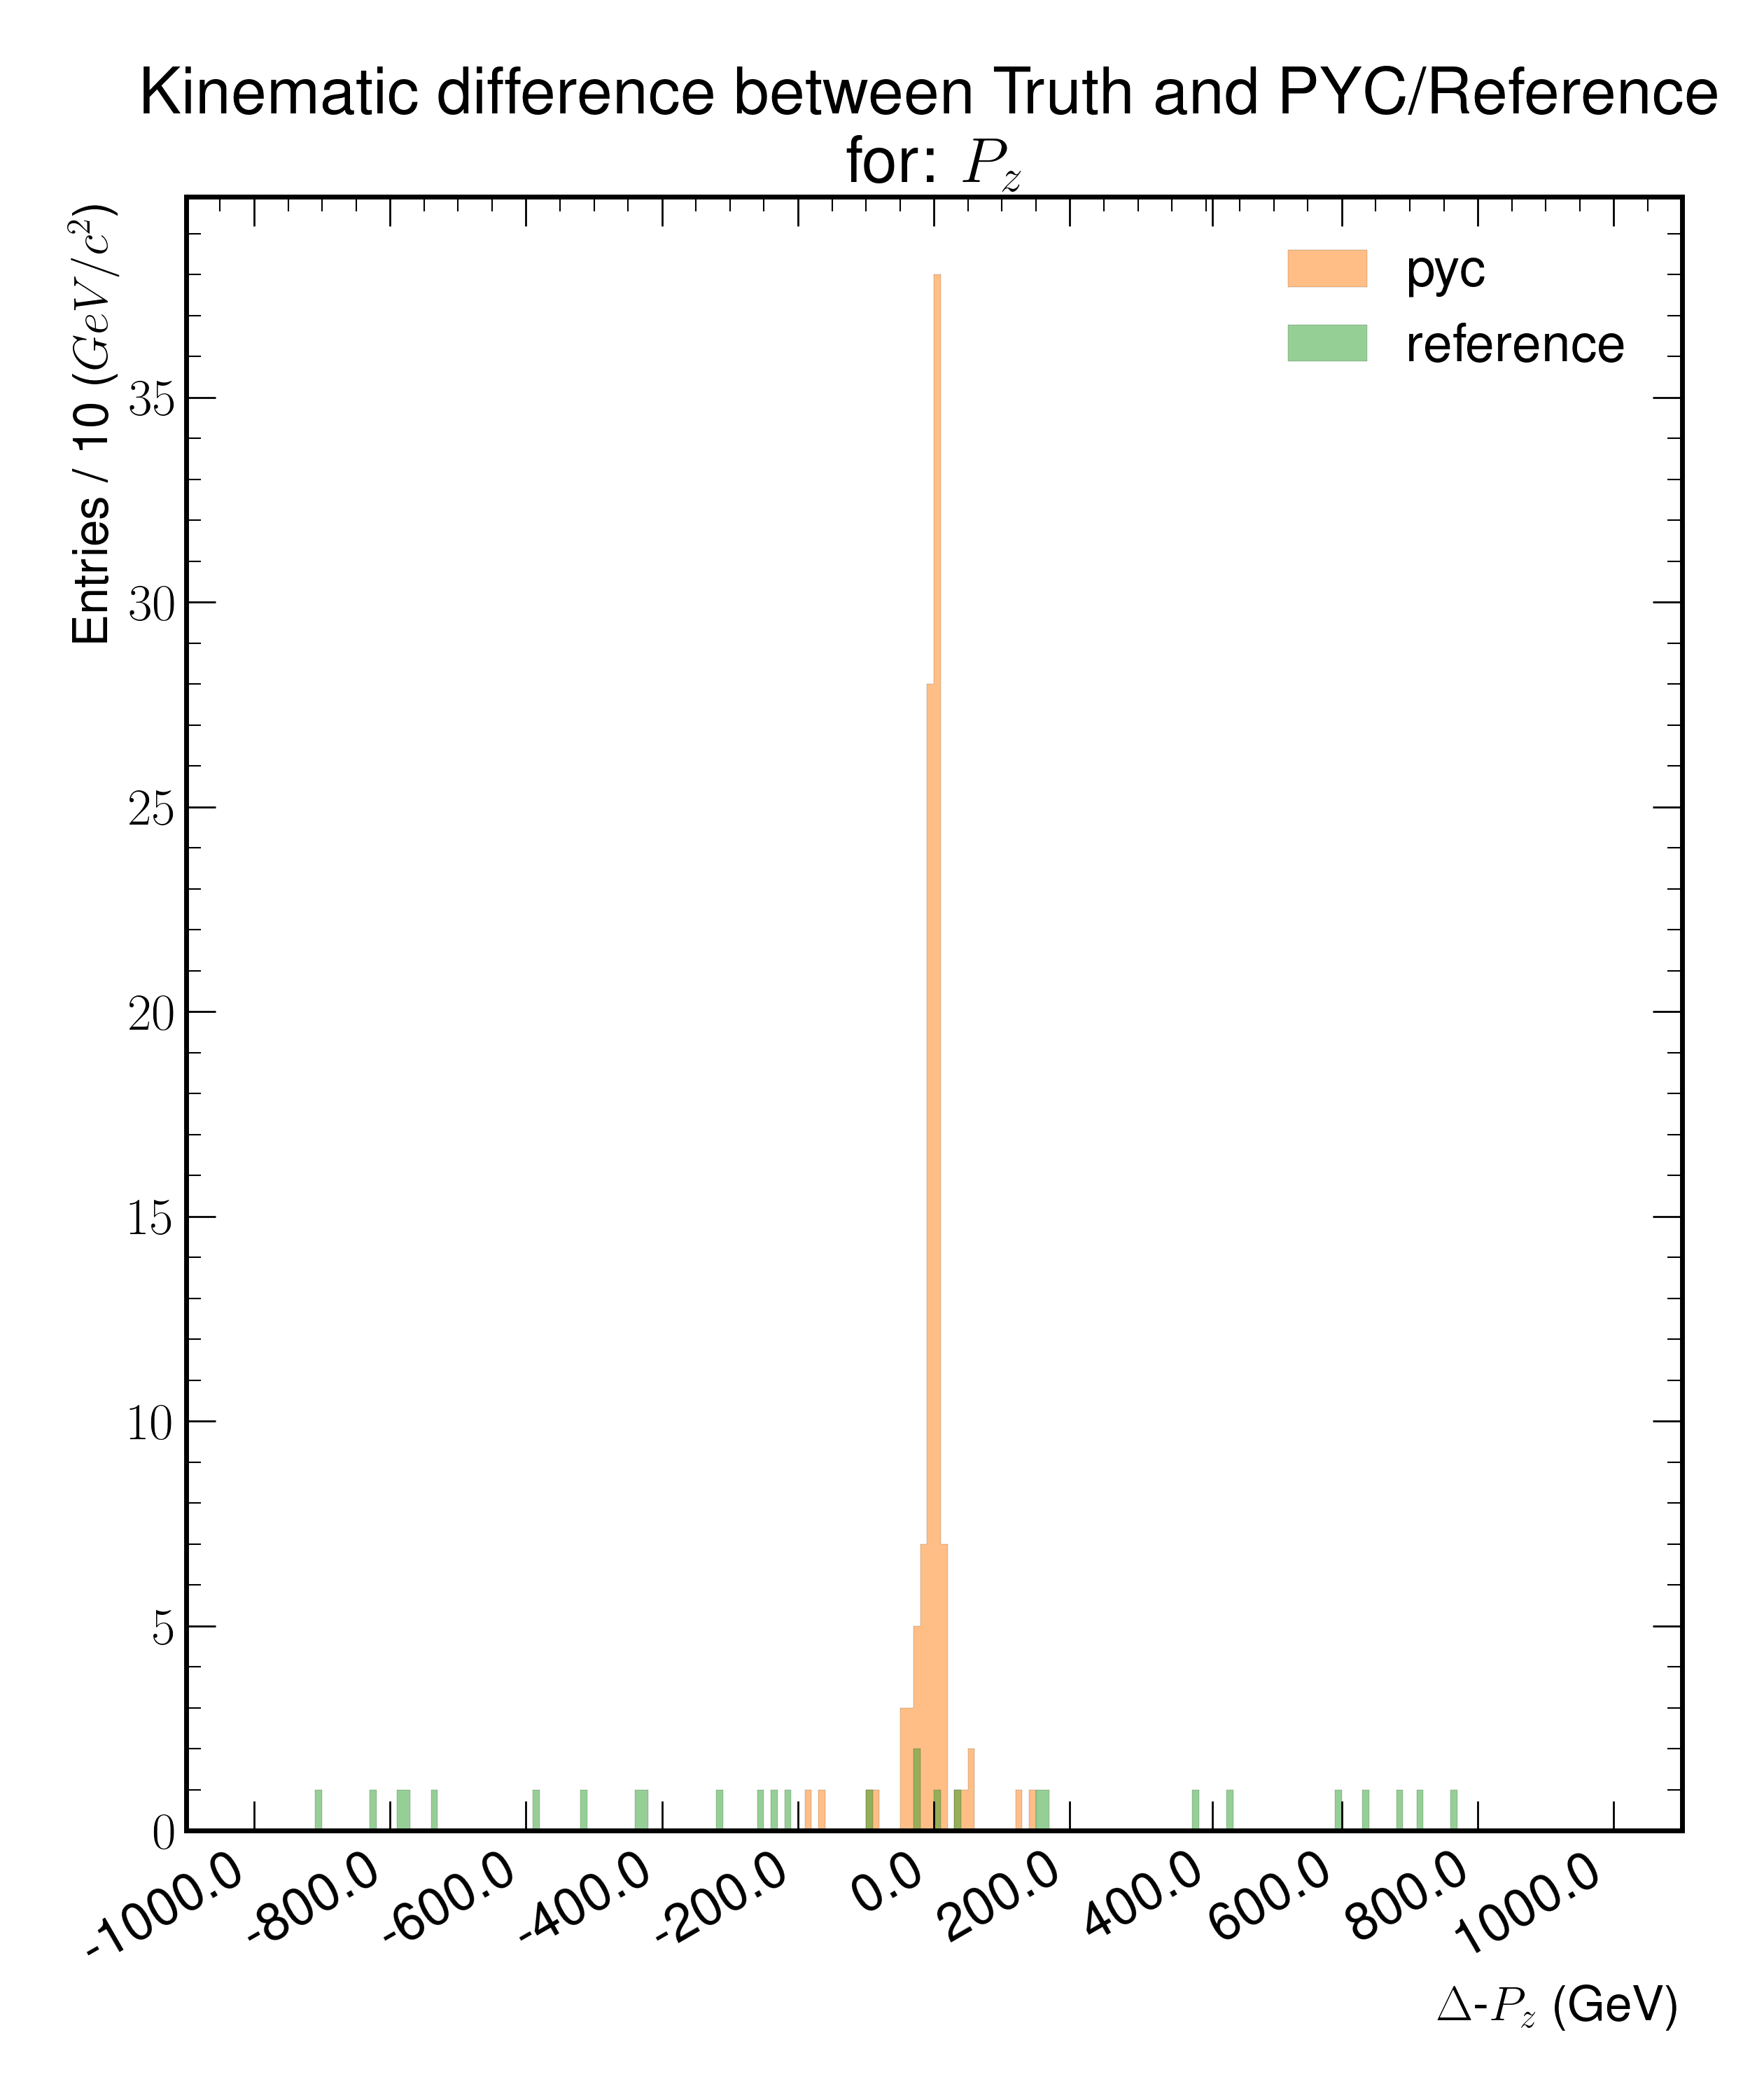 Kinematic difference between Truth and PYC/Reference
for: P_z
Entries / 10 (GeV/c²)
pyc
reference
35
30
25
20
15
10
5
0
-1000.0 -800.0 -600.0 -400.0 -200.0 0.0 200.0 400.0 600.0 800.0 1000.0
Δ-P_z (GeV)